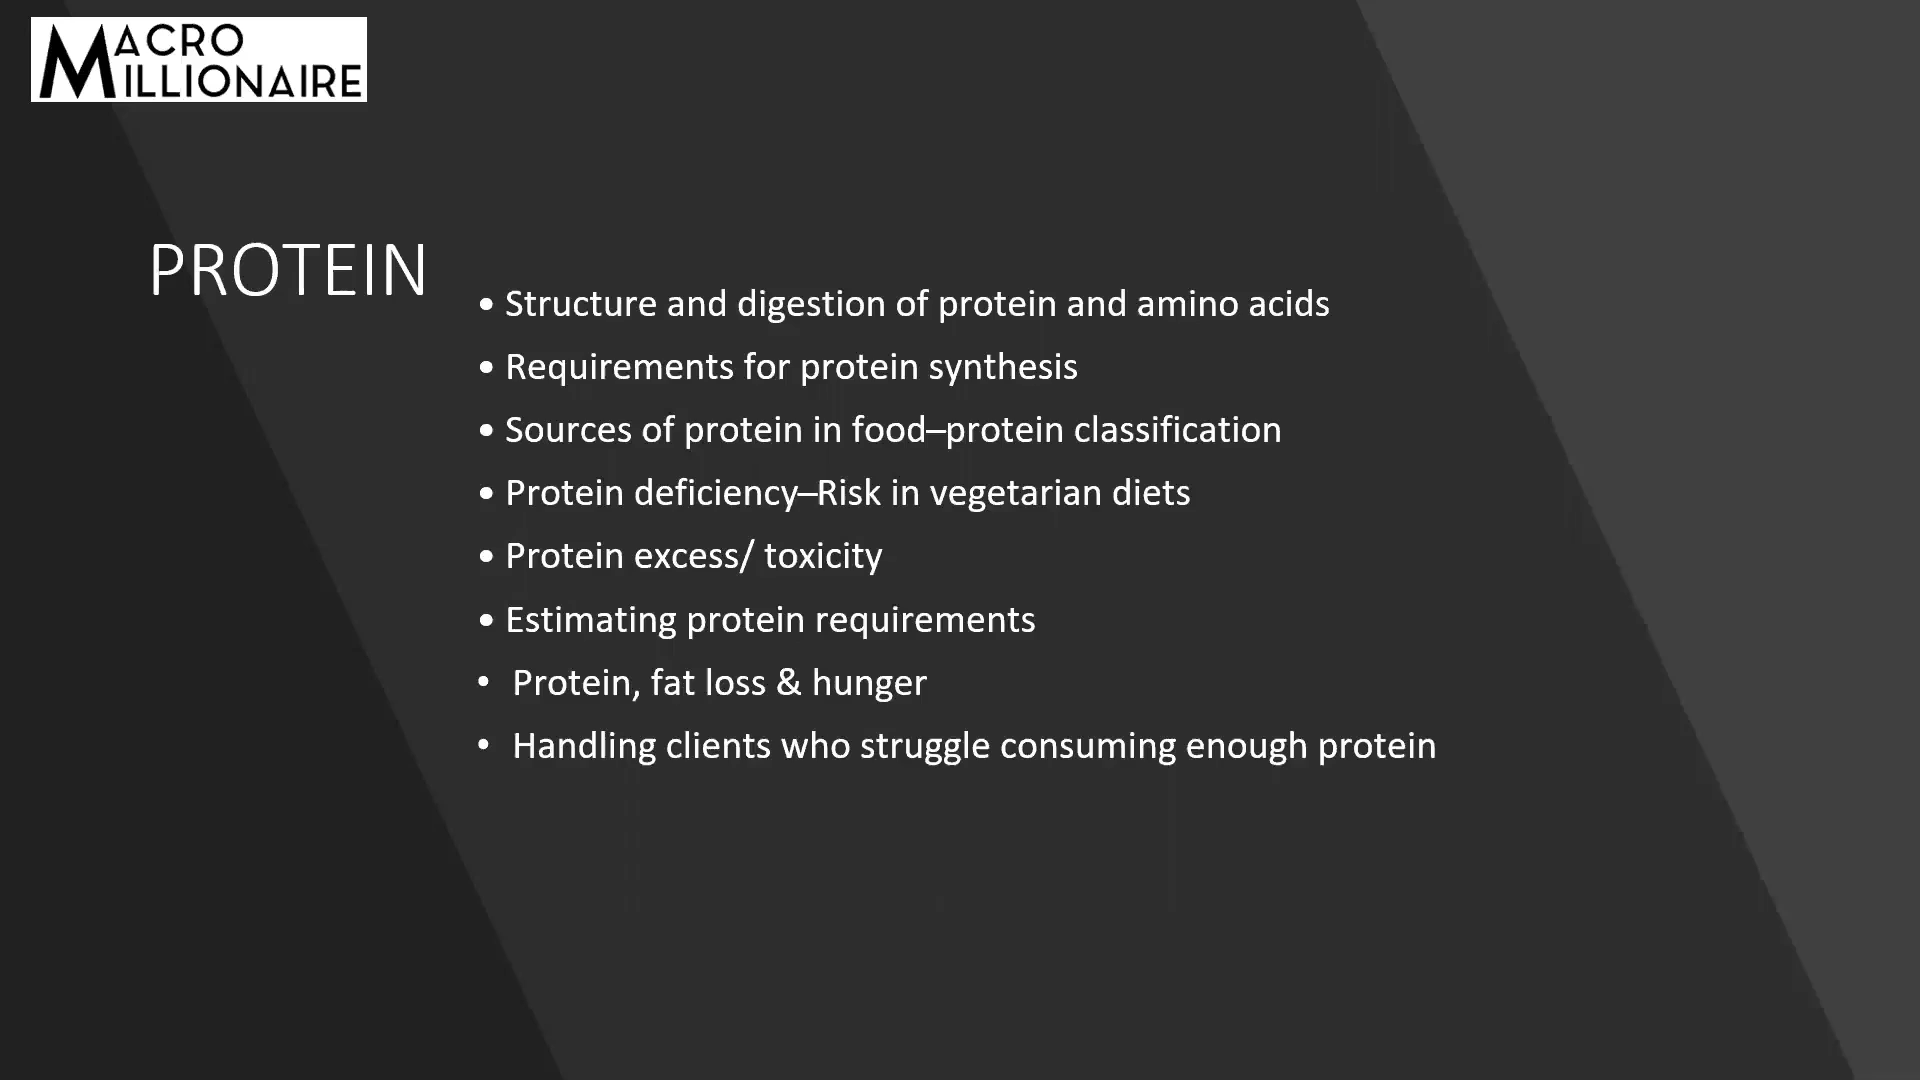 MACRO
MILLIONAIRE
PROTEIN
• Structure and digestion of protein and amino acids
• Requirements for protein synthesis
• Sources of protein in food–protein classification
• Protein deficiency–Risk in vegetarian diets
• Protein excess/ toxicity
• Estimating protein requirements
• Protein, fat loss & hunger
• Handling clients who struggle consuming enough protein